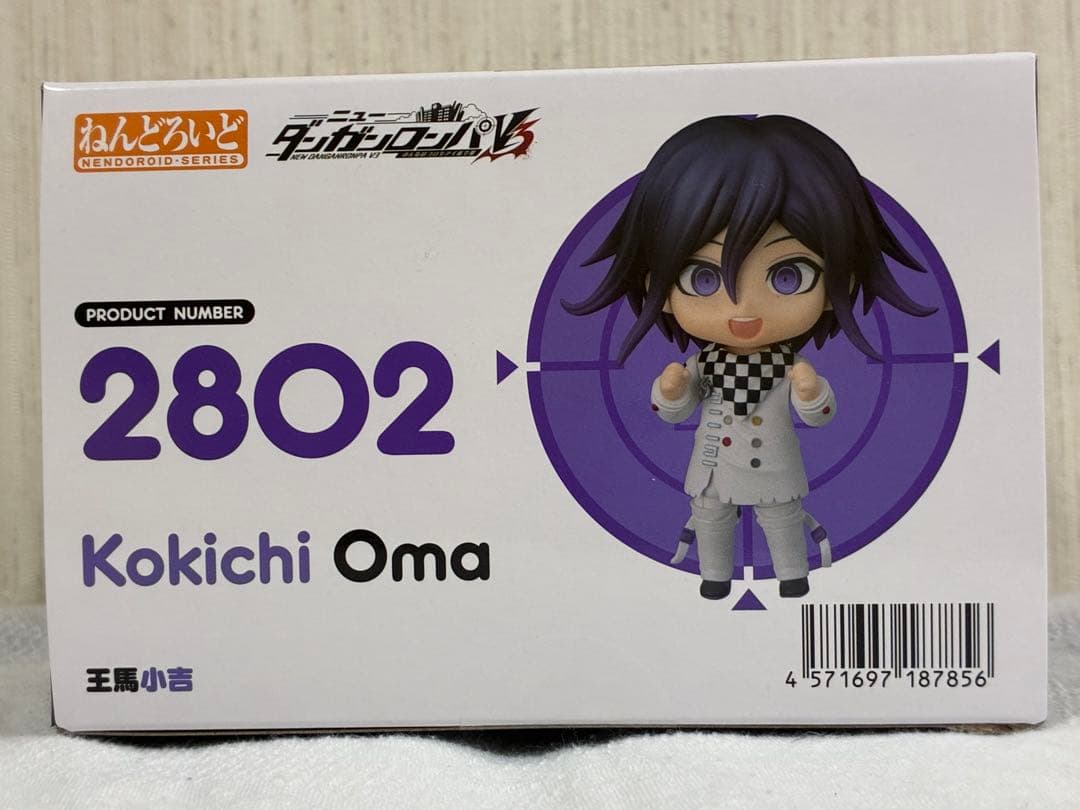 ねんどろいど
NENDOROID·SERIES
ニュー
ダンガンロンパV3
NEW DANGANRONPA V3
PRODUCT NUMBER
2802
Kokichi Oma
王馬小吉
4 571697 187856